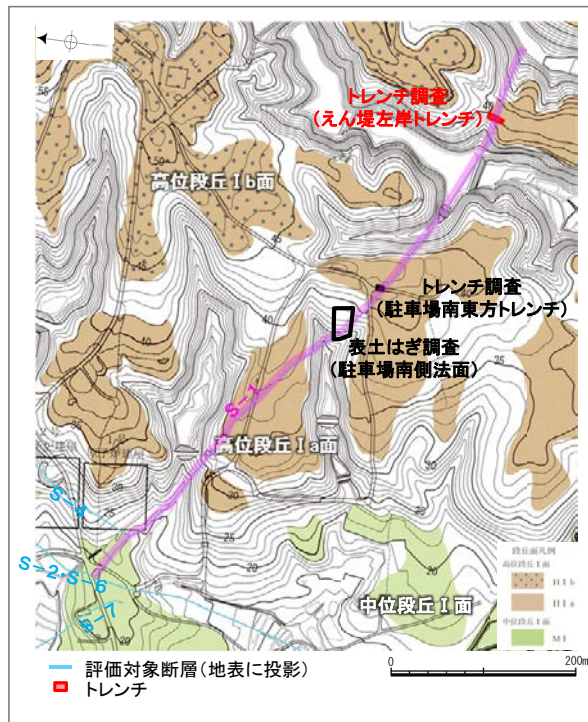 トレンチ調査
(えん堤左岸トレンチ)
高位段丘Ⅰb面
トレンチ調査
(駐車場南東方トレンチ)
表土はぎ調査
(駐車場南側法面)
S-1
高位段丘Ⅰa面
S-4
S-2・S-6
S-7
中位段丘Ⅰ面
段丘面凡例
高位段丘Ⅰ面
HⅠb
HⅠa
中位段丘Ⅰ面
MⅠ
評価対象断層(地表に投影)
トレンチ
0 200m